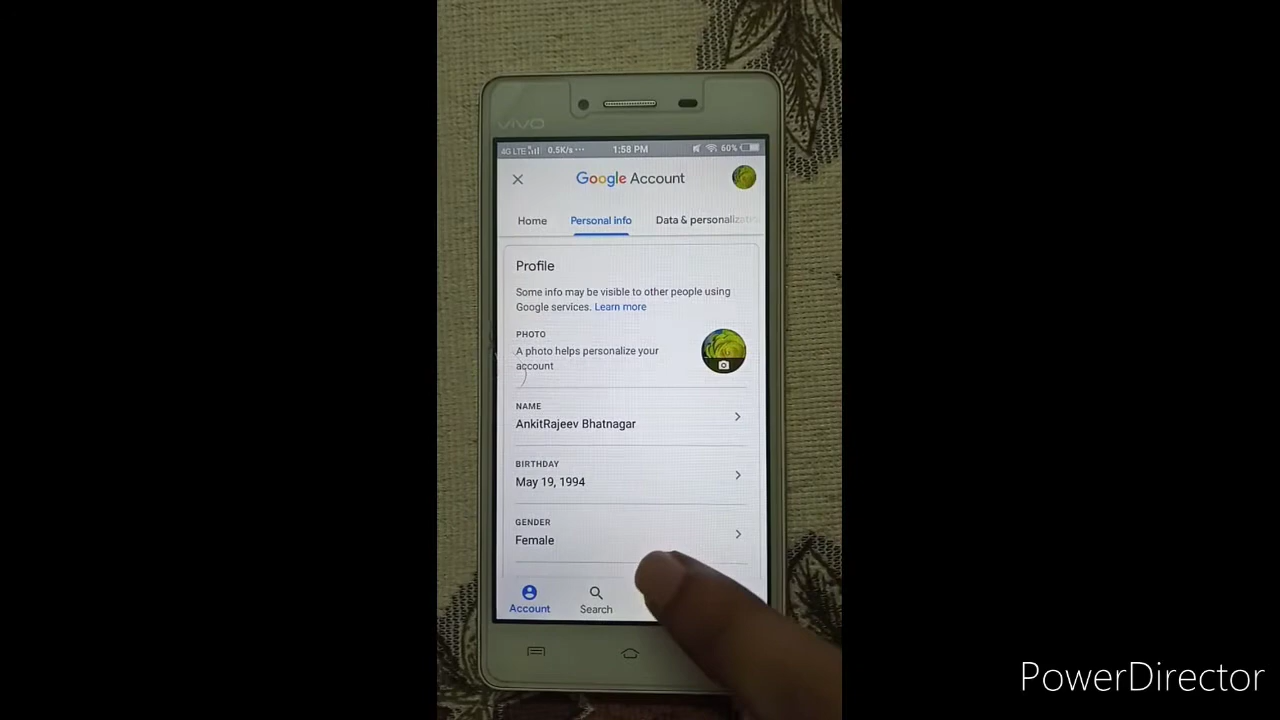 vivo
4G LTE 0.5K/s ... 1:58 PM 60%
Google Account
Home Personal info Data & personalizati
Profile
Some info may be visible to other people using
Google services. Learn more
PHOTO
A photo helps personalize your
account
NAME
AnkitRajeev Bhatnagar
BIRTHDAY
May 19, 1994
GENDER
Female
Account Search
PowerDirector